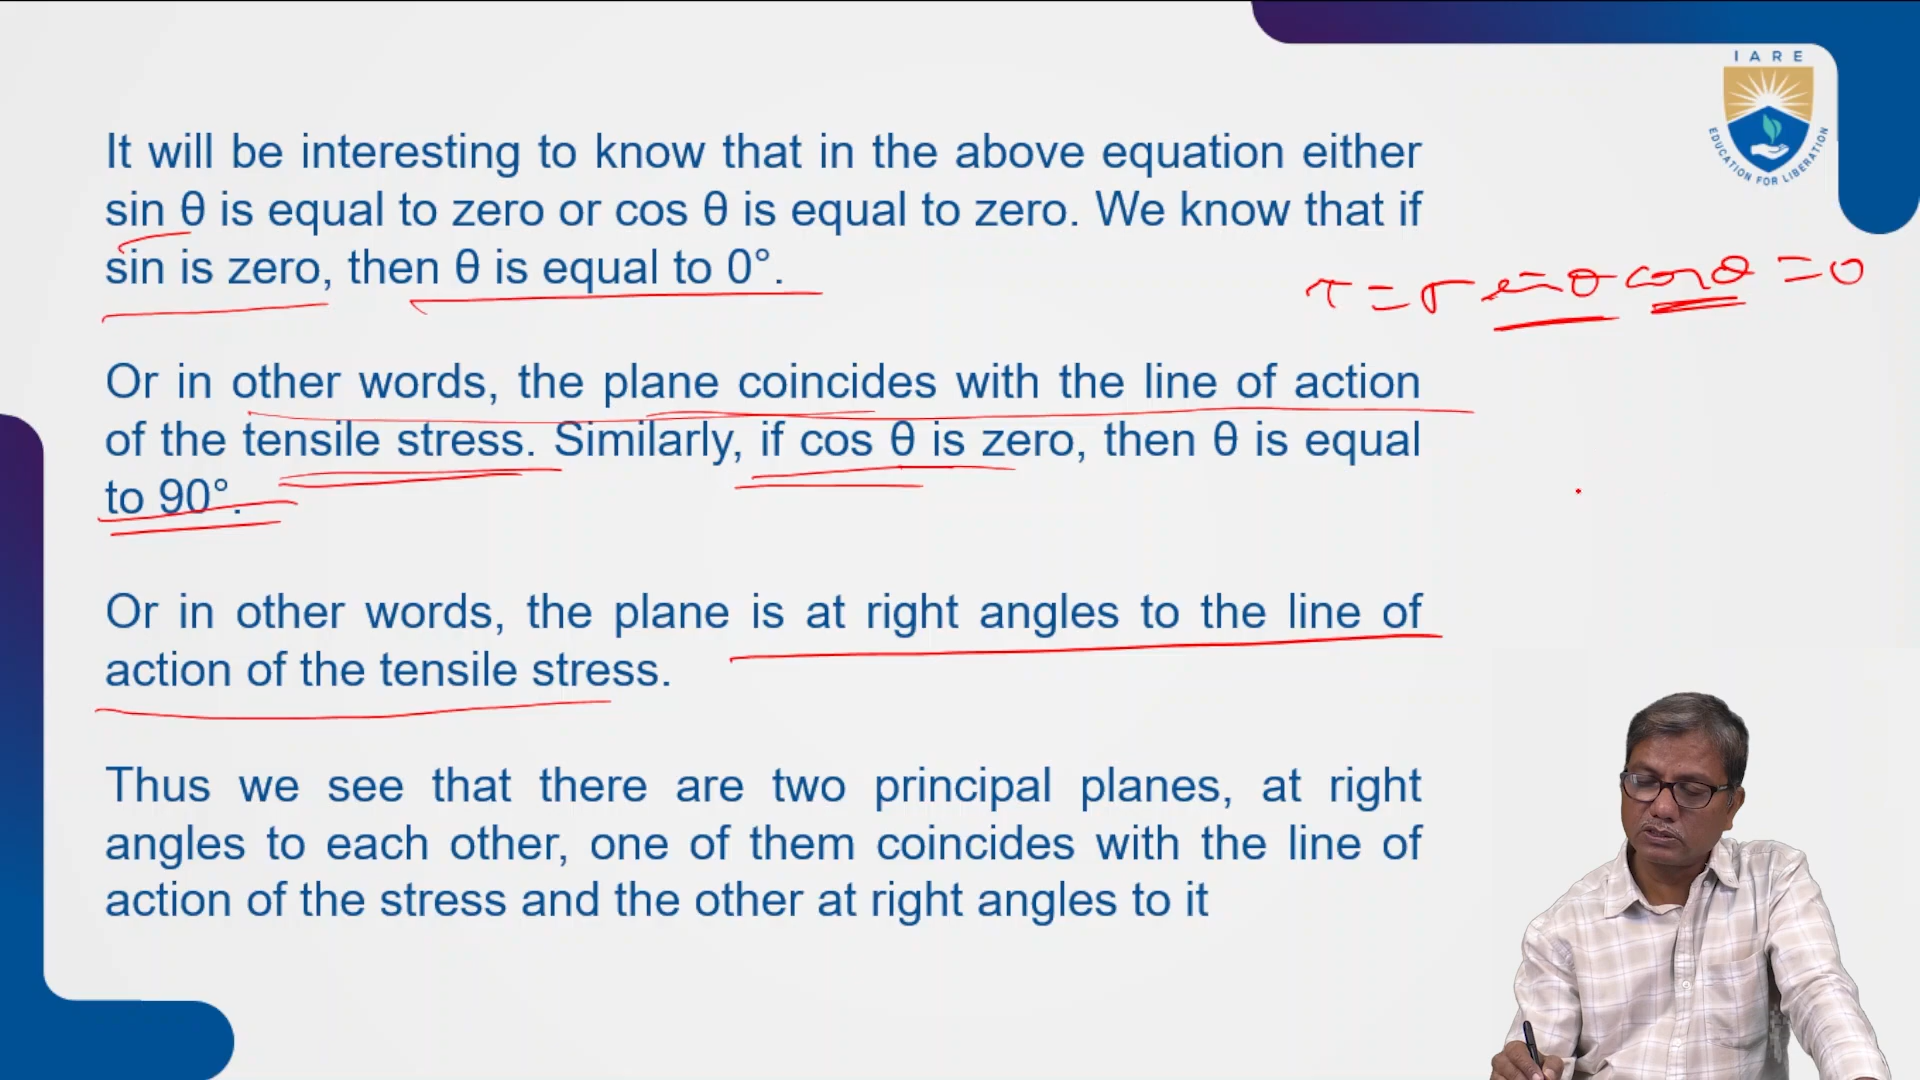 IARE
EDUCATION FOR LIBERATION
It will be interesting to know that in the above equation either
sin θ is equal to zero or cos θ is equal to zero. We know that if
sin is zero, then θ is equal to 0°.
τ = σ sin θ cos θ = 0
Or in other words, the plane coincides with the line of action
of the tensile stress. Similarly, if cos θ is zero, then θ is equal
to 90°.
Or in other words, the plane is at right angles to the line of
action of the tensile stress.
Thus we see that there are two principal planes, at right
angles to each other, one of them coincides with the line of
action of the stress and the other at right angles to it